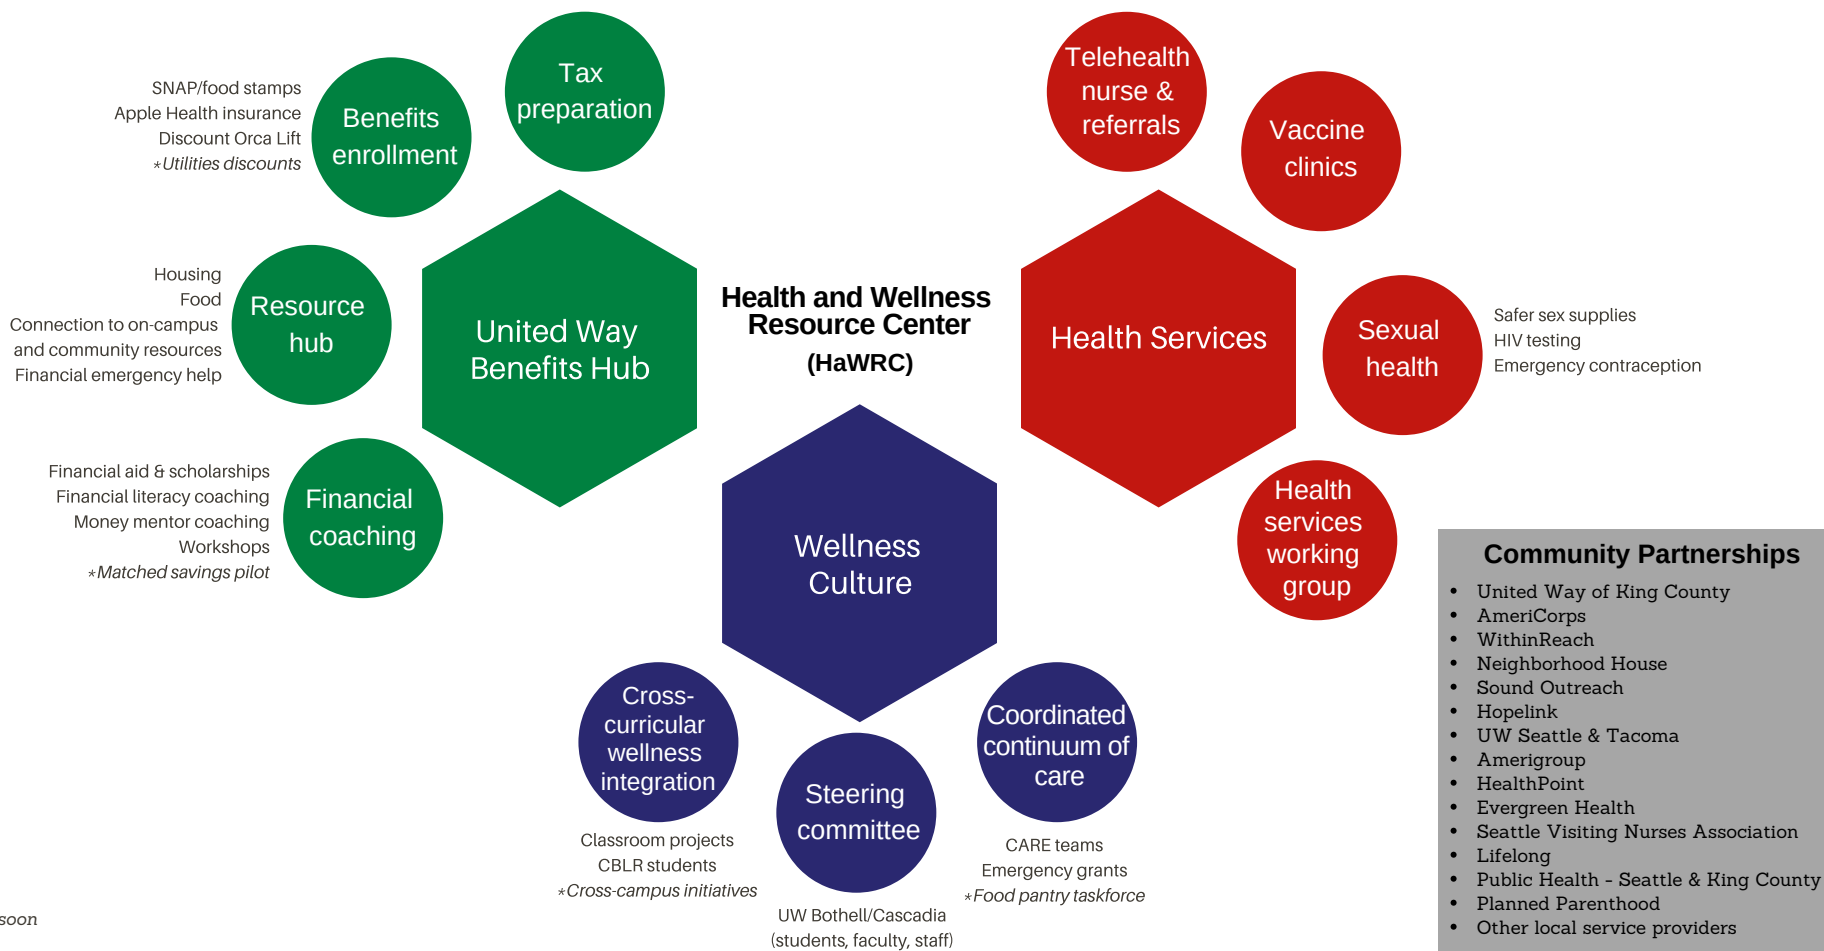 Tax
preparation
SNAP/food stamps
Apple Health insurance
Discount Orca Lift
*Utilities discounts
Benefits
enrollment
Housing
Food
Connection to on-campus
and community resources
Financial emergency help
Resource
hub
Financial aid & scholarships
Financial literacy coaching
Money mentor coaching
Workshops
*Matched savings pilot
Financial
coaching
United Way
Benefits Hub
Health and Wellness
Resource Center
(HaWRC)
Telehealth
nurse &
referrals
Vaccine
clinics
Health Services
Sexual
health
Safer sex supplies
HIV testing
Emergency contraception
Health
services
working
group
Wellness
Culture
Cross-
curricular
wellness
integration
Classroom projects
CBLR students
*Cross-campus initiatives
Steering
committee
UW Bothell/Cascadia
(students, faculty, staff)
Coordinated
continuum of
care
CARE teams
Emergency grants
*Food pantry taskforce
Community Partnerships
• United Way of King County
• AmeriCorps
• WithinReach
• Neighborhood House
• Sound Outreach
• Hopelink
• UW Seattle & Tacoma
• Amerigroup
• HealthPoint
• Evergreen Health
• Seattle Visiting Nurses Association
• Lifelong
• Public Health - Seattle & King County
• Planned Parenthood
• Other local service providers
soon